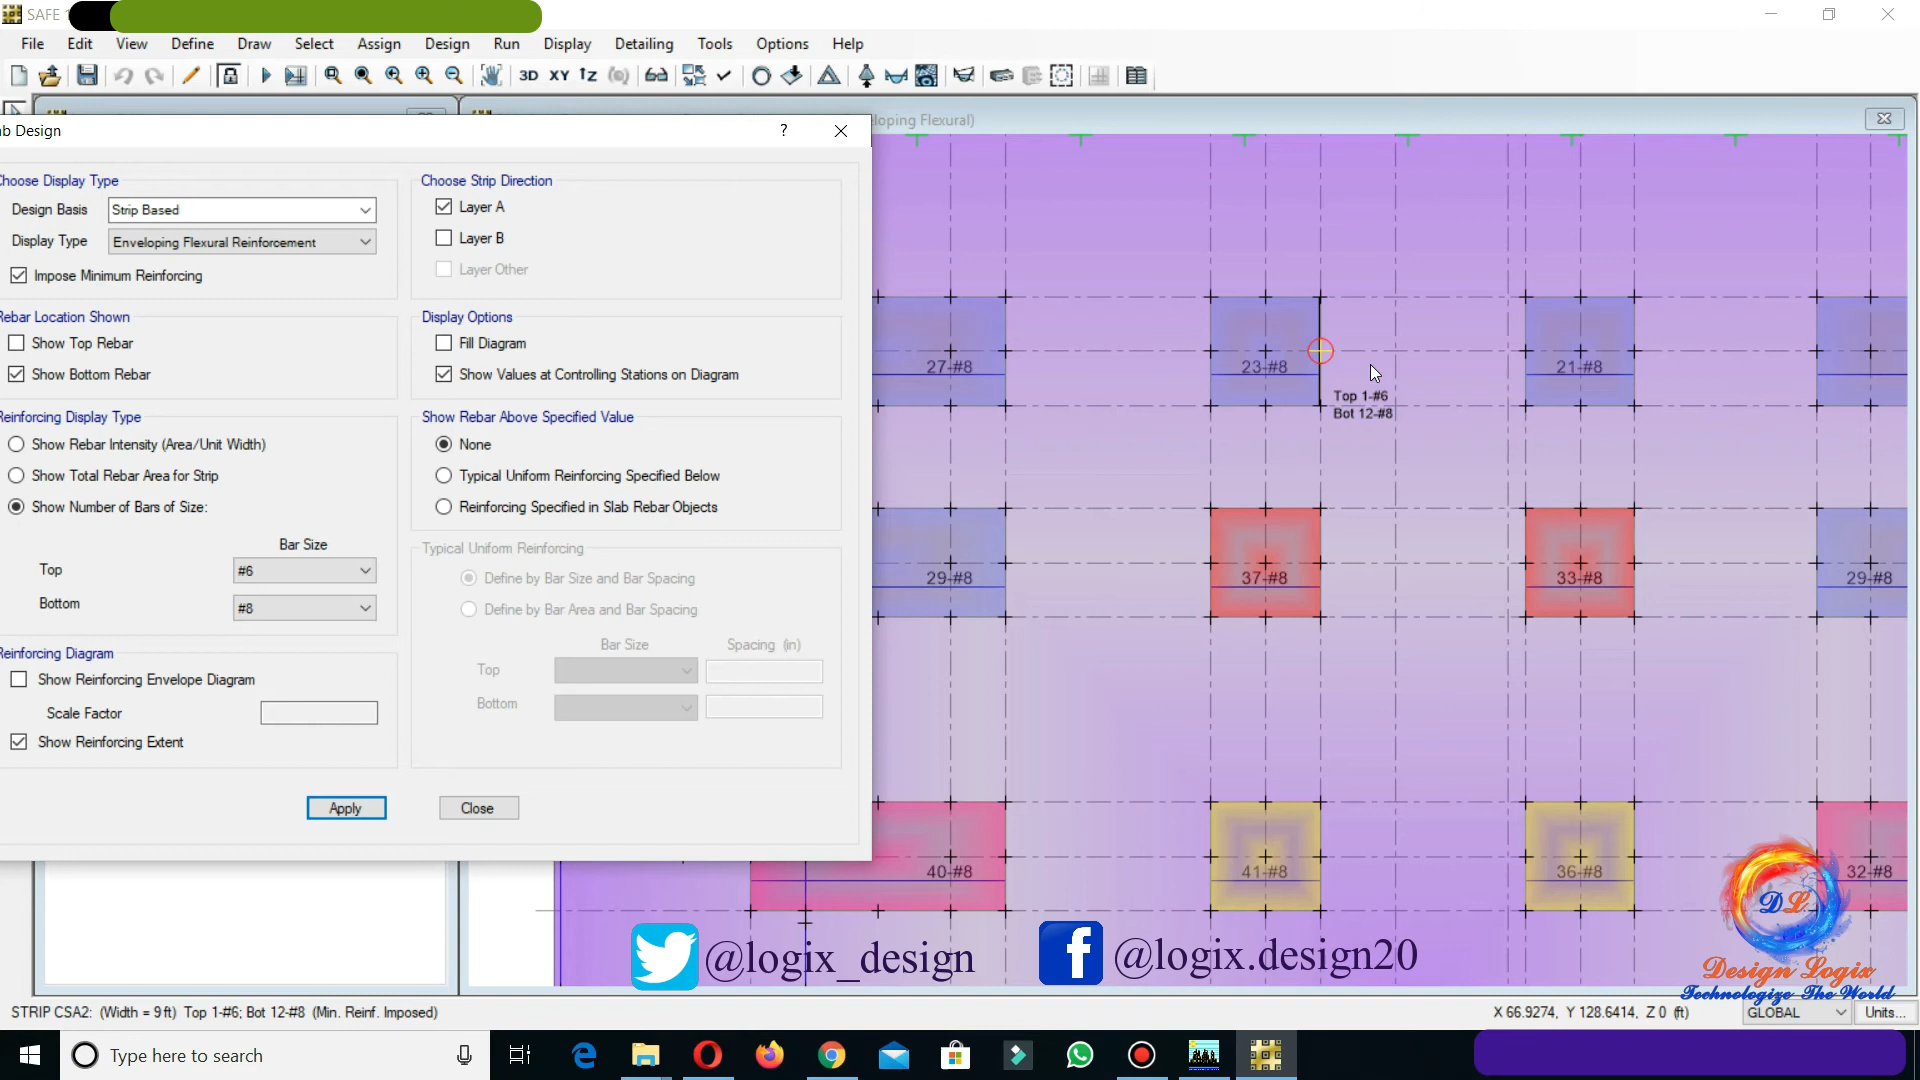 SAFE 1
File Edit View Define Draw Select Assign Design Run Display Detailing Tools Options Help
3D XY
eloping Flexural)
ab Design ?
Choose Display Type
Design Basis Strip Based
Display Type Enveloping Flexural Reinforcement
Impose Minimum Reinforcing
Rebar Location Shown
Show Top Rebar
Show Bottom Rebar
Reinforcing Display Type
Show Rebar Intensity (Area/Unit Width)
Show Total Rebar Area for Strip
Show Number of Bars of Size:
Bar Size
Top #6
Bottom #8
Reinforcing Diagram
Show Reinforcing Envelope Diagram
Scale Factor
Show Reinforcing Extent
Apply Close
Choose Strip Direction
Layer A
Layer B
Layer Other
Display Options
Fill Diagram
Show Values at Controlling Stations on Diagram
Show Rebar Above Specified Value
None
Typical Uniform Reinforcing Specified Below
Reinforcing Specified in Slab Rebar Objects
Typical Uniform Reinforcing
Define by Bar Size and Bar Spacing
Define by Bar Area and Bar Spacing
Bar Size Spacing (in)
Top
Bottom
27-#8 23-#8 21-#8
Top 1-#6
Bot 12-#8
29-#8 37-#8 33-#8 29-#8
40-#8 41-#8 36-#8 32-#8
@logix_design @logix.design20
DL
Design Logix
Technologize The World
STRIP CSA2: (Width = 9 ft) Top 1-#6; Bot 12-#8 (Min. Reinf. Imposed)
X 66.9274, Y 128.6414, Z 0 (ft) GLOBAL Units...
Type here to search